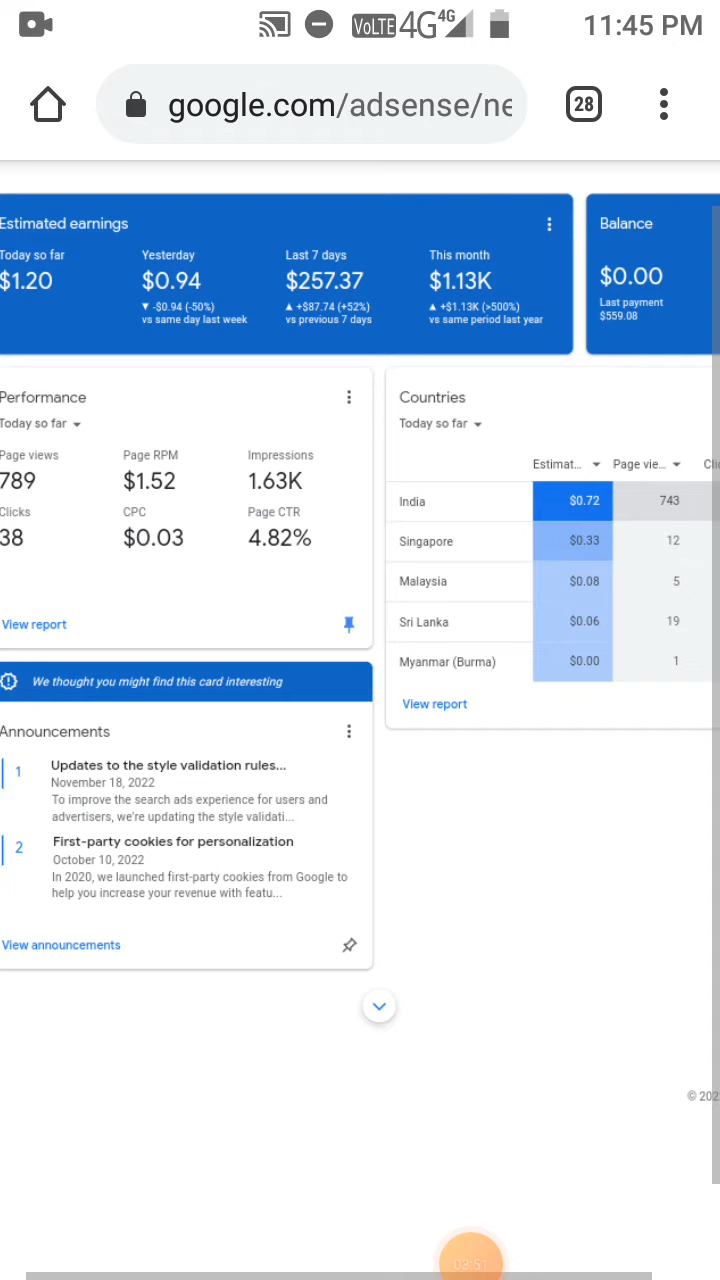 VoLTE 4G 4G 11:45 PM
google.com/adsense/ne
28
Estimated earnings
Today so far
$1.20
Yesterday
$0.94
▼ -$0.94 (-50%)
vs same day last week
Last 7 days
$257.37
▲ +$87.74 (+52%)
vs previous 7 days
This month
$1.13K
▲ +$1.13K (>500%)
vs same period last year
Balance
$0.00
Last payment
$559.08
Performance
Today so far
Page views
789
Page RPM
$1.52
Impressions
1.63K
Clicks
38
CPC
$0.03
Page CTR
4.82%
View report
Countries
Today so far
Estimat... Page vie... Cli
India $0.72 743
Singapore $0.33 12
Malaysia $0.08 5
Sri Lanka $0.06 19
Myanmar (Burma) $0.00 1
View report
We thought you might find this card interesting
Announcements
1 Updates to the style validation rules...
November 18, 2022
To improve the search ads experience for users and
advertisers, we're updating the style validati...
2 First-party cookies for personalization
October 10, 2022
In 2020, we launched first-party cookies from Google to
help you increase your revenue with featu...
View announcements
© 202
03:51